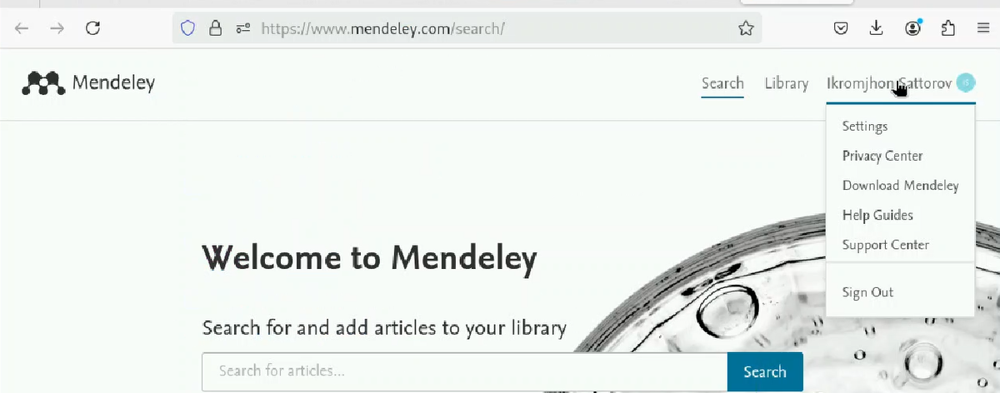 https://www.mendeley.com/search/
Mendeley
Search Library Ikromjhon Sattorov IS
Settings
Privacy Center
Download Mendeley
Help Guides
Support Center
Sign Out
Welcome to Mendeley
Search for and add articles to your library
Search for articles... Search